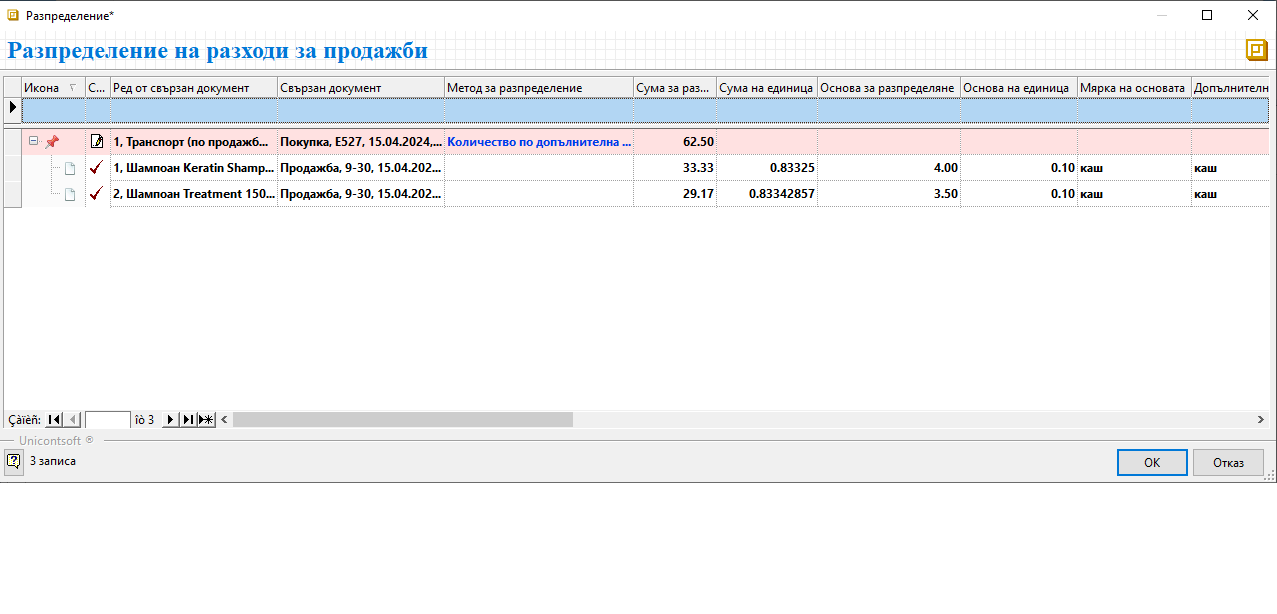 Разпределение*
Разпределение на разходи за продажби
Икона С... Ред от свързан документ Свързан документ Метод за разпределение Сума за раз... Сума на единица Основа за разпределяне Основа на единица Мярка на основата Допълнителн
1, Транспорт (по продажб... Покупка, E527, 15.04.2024,... Количество по допълнителна ... 62.50
1, Шампоан Keratin Shamp... Продажба, 9-30, 15.04.202... 33.33 0.83325 4.00 0.10 каш каш
2, Шампоан Treatment 150... Продажба, 9-30, 15.04.202... 29.17 0.83342857 3.50 0.10 каш каш
Çàïèñ: îò 3
Unicontsoft ®
3 записа
OK Отказ